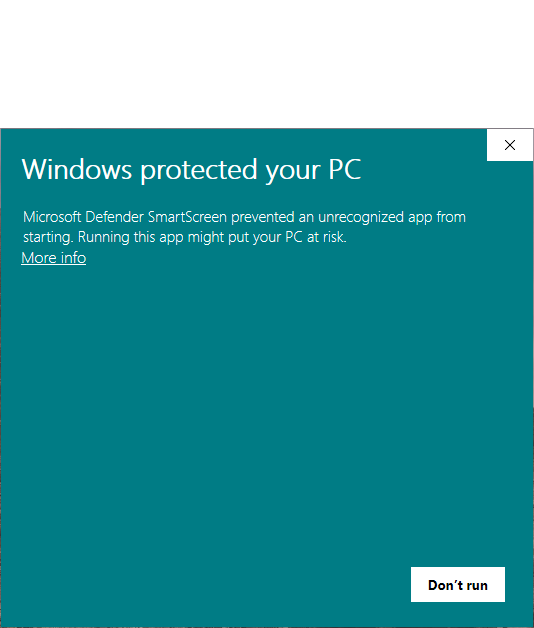 Windows protected your PC
Microsoft Defender SmartScreen prevented an unrecognized app from
starting. Running this app might put your PC at risk.
More info
Don’t run